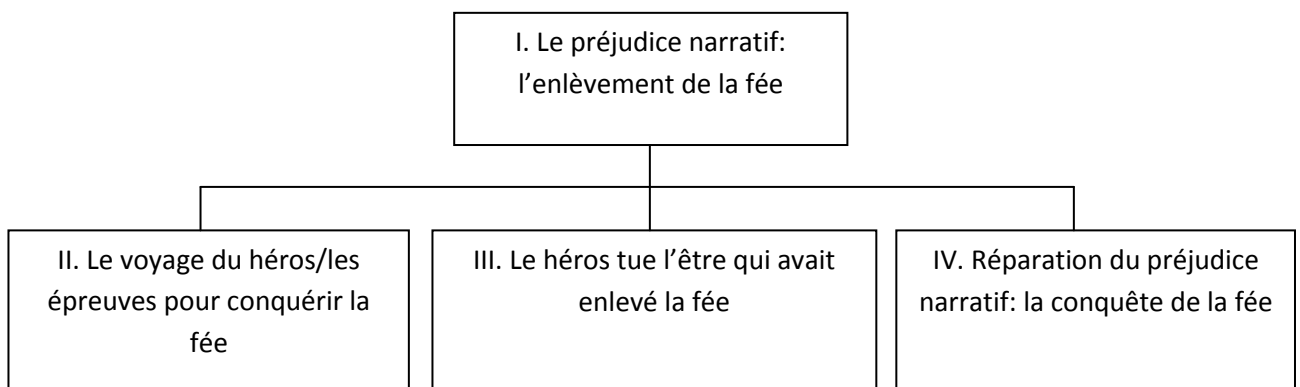 I. Le préjudice narratif:
l’enlèvement de la fée
II. Le voyage du héros/les
épreuves pour conquérir la
fée
III. Le héros tue l’être qui avait
enlevé la fée
IV. Réparation du préjudice
narratif: la conquête de la fée